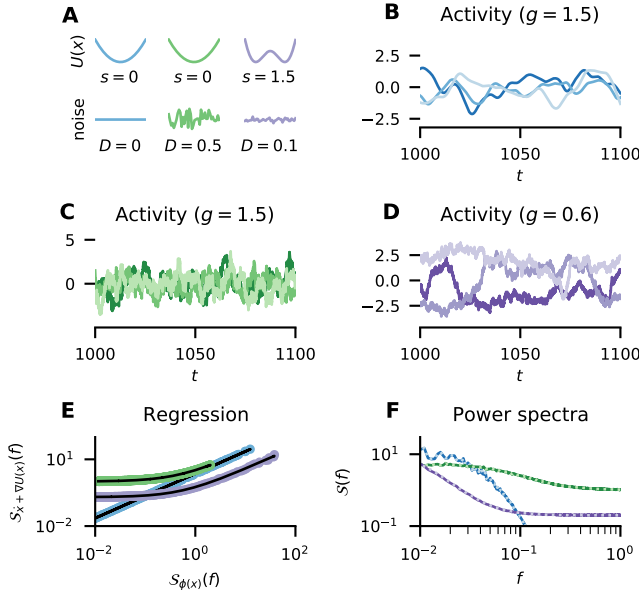 A
U(x)
s = 0
s = 0
s = 1.5
noise
D = 0
D = 0.5
D = 0.1
B
Activity (g = 1.5)
2.5
0.0
−2.5
1000
1050
1100
t
C
Activity (g = 1.5)
5
0
1000
1050
1100
t
D
Activity (g = 0.6)
2.5
0.0
−2.5
1000
1050
1100
t
E
Regression
S_{ẋ + ∇U(x)}(f)
10^1
10^{−2}
10^{−2}
10^0
10^2
S_{ϕ(x)}(f)
F
Power spectra
S(f)
10^1
10^{−1}
10^{−2}
10^{−1}
10^0
f